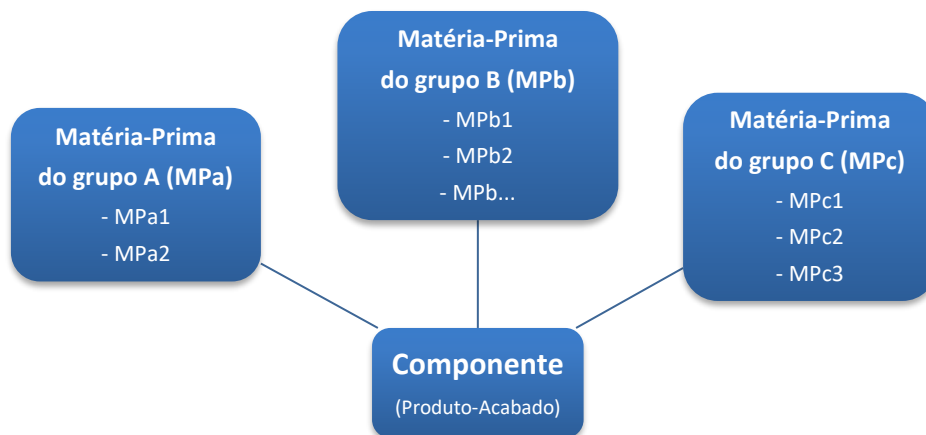 Matéria-Prima
do grupo A (MPa)
- MPa1
- MPa2
Matéria-Prima
do grupo B (MPb)
- MPb1
- MPb2
- MPb...
Matéria-Prima
do grupo C (MPc)
- MPc1
- MPc2
- MPc3
Componente
(Produto-Acabado)